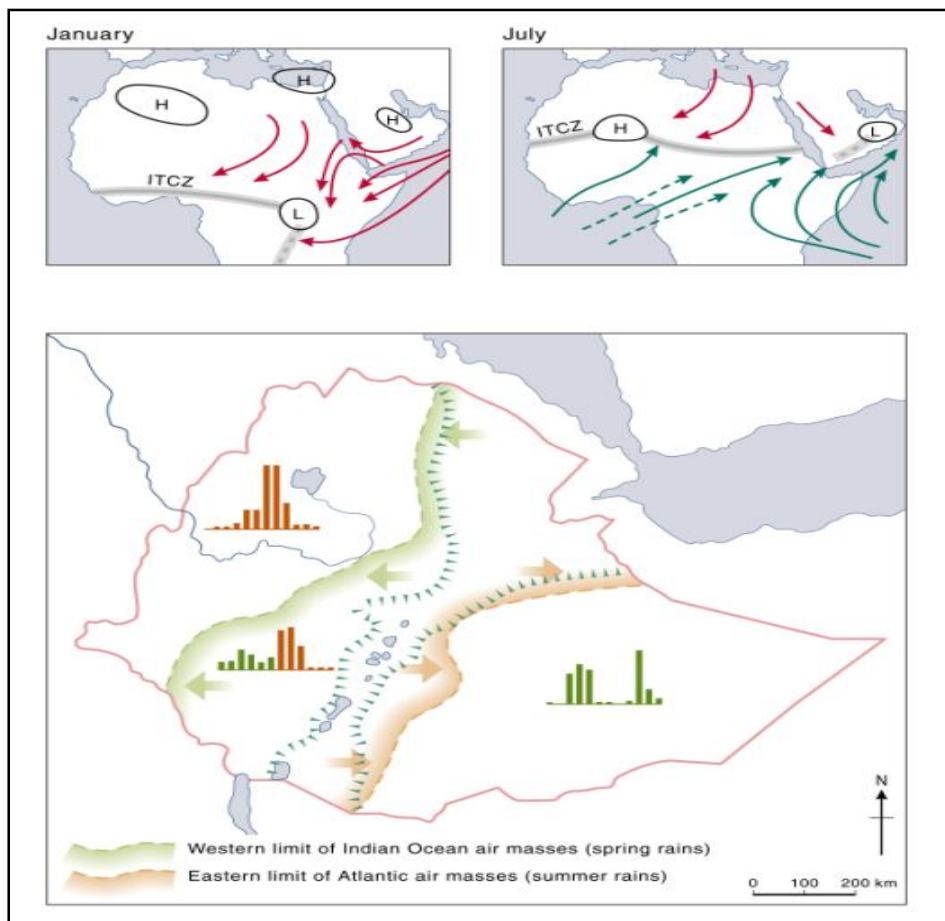 January
July
H
H
H
ITCZ
L
ITCZ
H
L
N
Western limit of Indian Ocean air masses (spring rains)
Eastern limit of Atlantic air masses (summer rains)
0 100 200 km